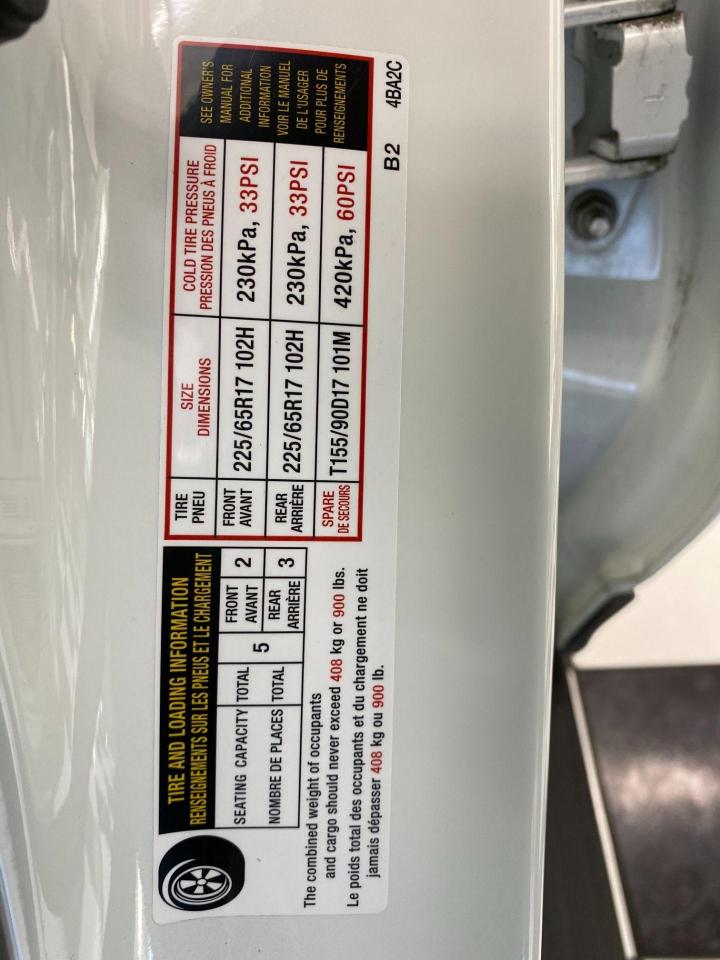 TIRE AND LOADING INFORMATION
RENSEIGNEMENTS SUR LES PNEUS ET LE CHARGEMENT
SEATING CAPACITY TOTAL 5 FRONT AVANT 2
NOMBRE DE PLACES TOTAL REAR ARRIÈRE 3
The combined weight of occupants
and cargo should never exceed 408 kg or 900 lbs.
Le poids total des occupants et du chargement ne doit
jamais dépasser 408 kg ou 900 lb.
TIRE PNEU SIZE DIMENSIONS COLD TIRE PRESSURE PRESSION DES PNEUS À FROID
FRONT AVANT 225/65R17 102H 230kPa, 33PSI
REAR ARRIÈRE 225/65R17 102H 230kPa, 33PSI
SPARE DE SECOURS T155/90D17 101M 420kPa, 60PSI
SEE OWNER'S
MANUAL FOR
ADDITIONAL
INFORMATION
VOIR LE MANUEL
DE L'USAGER
POUR PLUS DE
RENSEIGNEMENTS
B2 4BA2C